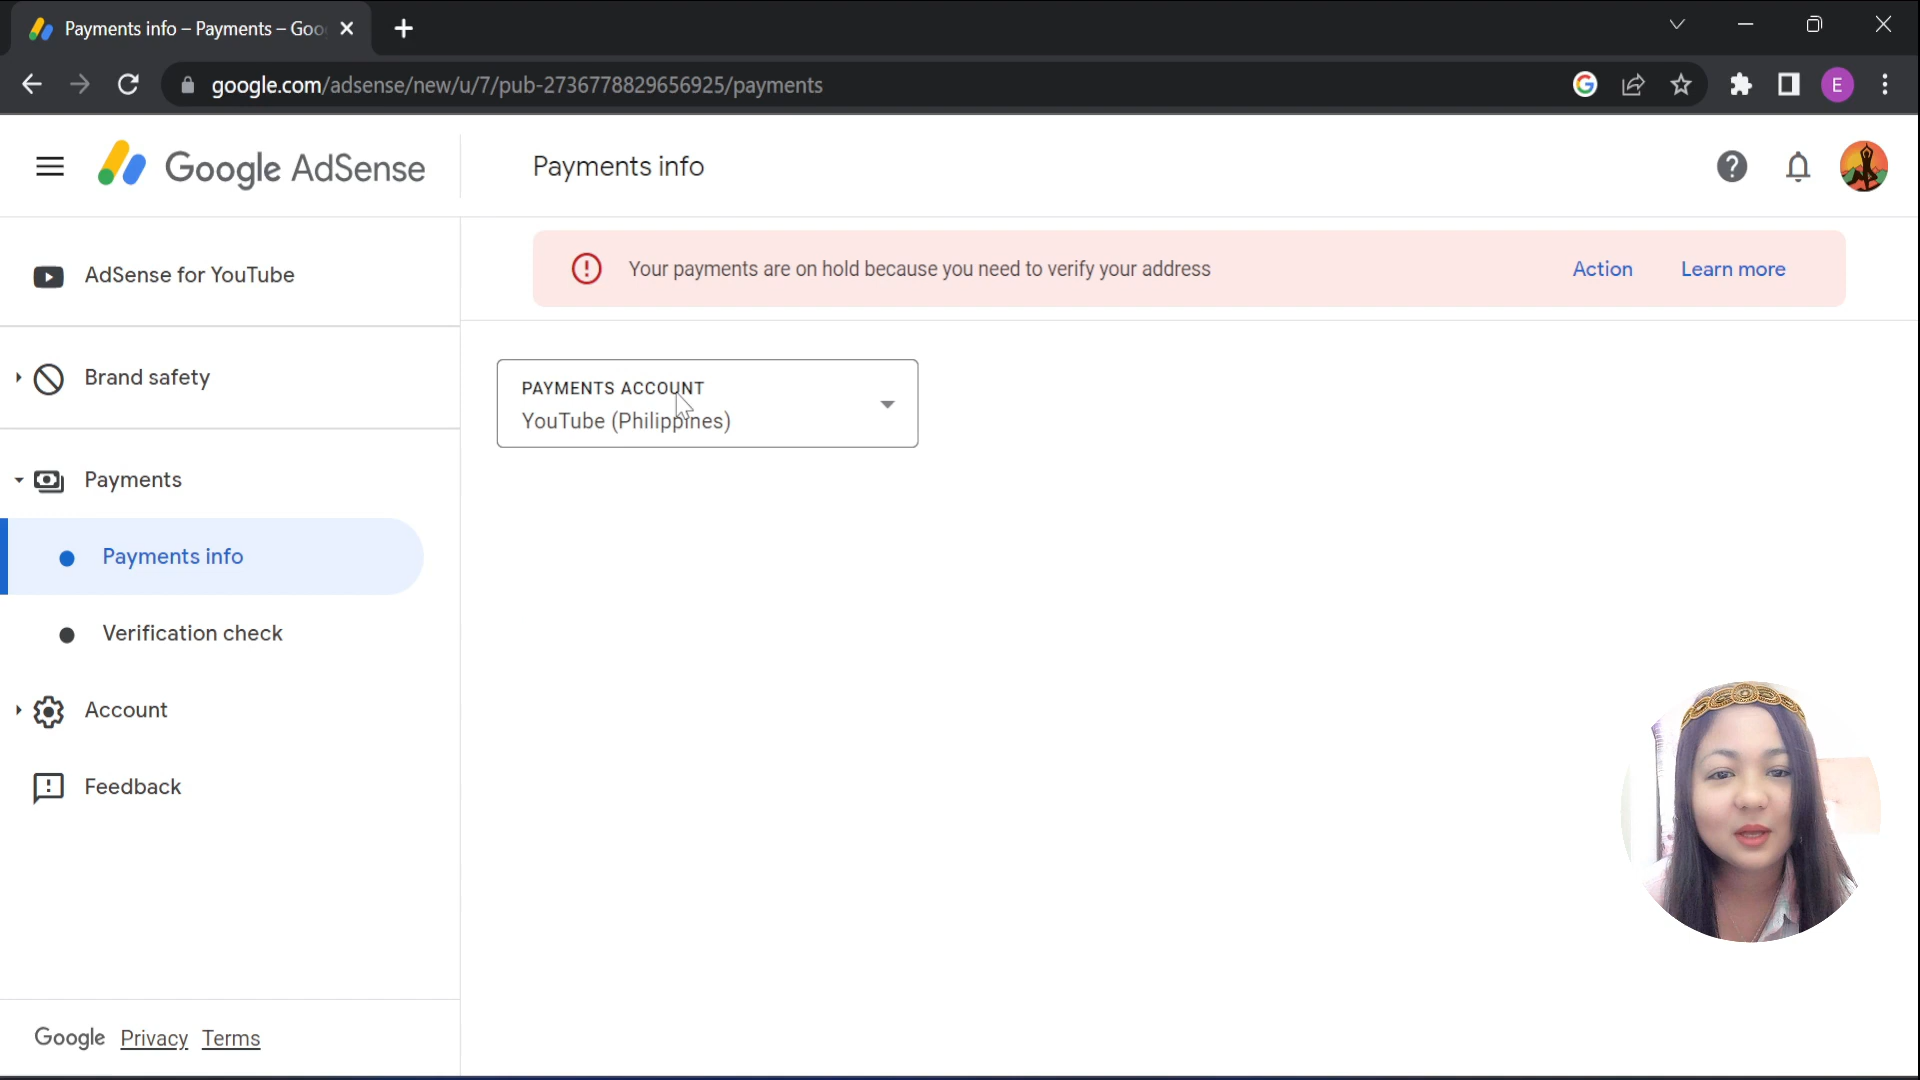 Payments info – Payments – Goo
google.com/adsense/new/u/7/pub-2736778829656925/payments
E
Google AdSense
Payments info
AdSense for YouTube
Your payments are on hold because you need to verify your address
Action
Learn more
Brand safety
PAYMENTS ACCOUNT
YouTube (Philippines)
Payments
Payments info
Verification check
Account
Feedback
Google Privacy Terms